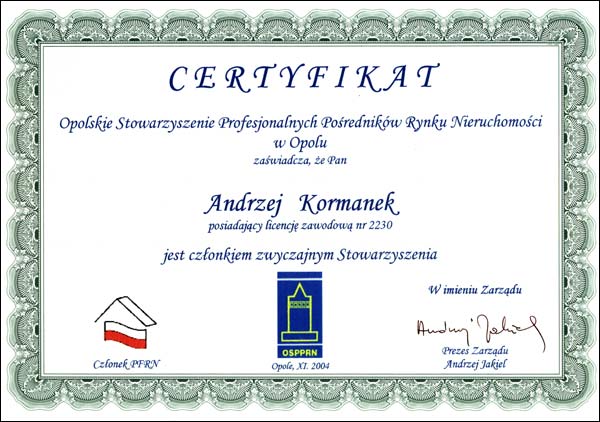 CERTYFIKAT
Opolskie Stowarzyszenie Profesjonalnych Pośredników Rynku Nieruchomości
w Opolu
zaświadcza, że Pan
Andrzej Kormanek
posiadający licencję zawodową nr 2230
jest członkiem zwyczajnym Stowarzyszenia
W imieniu Zarządu
OSPPRN
Andrzej Jakiel
Prezes Zarządu
Członek PFRN
Opole, XI. 2004
Andrzej Jakiel